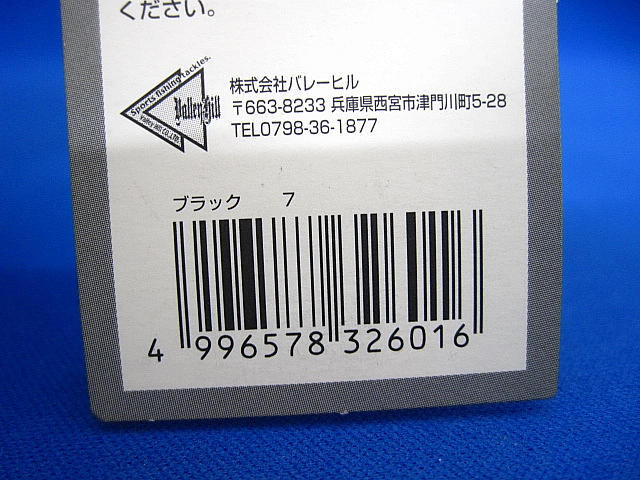 ください。
Sports fishing tackles.
Valley Hill
株式会社バレーヒル
〒663-8233 兵庫県西宮市津門川町5-28
TEL0798-36-1877
ブラック 7
4 996578 326016